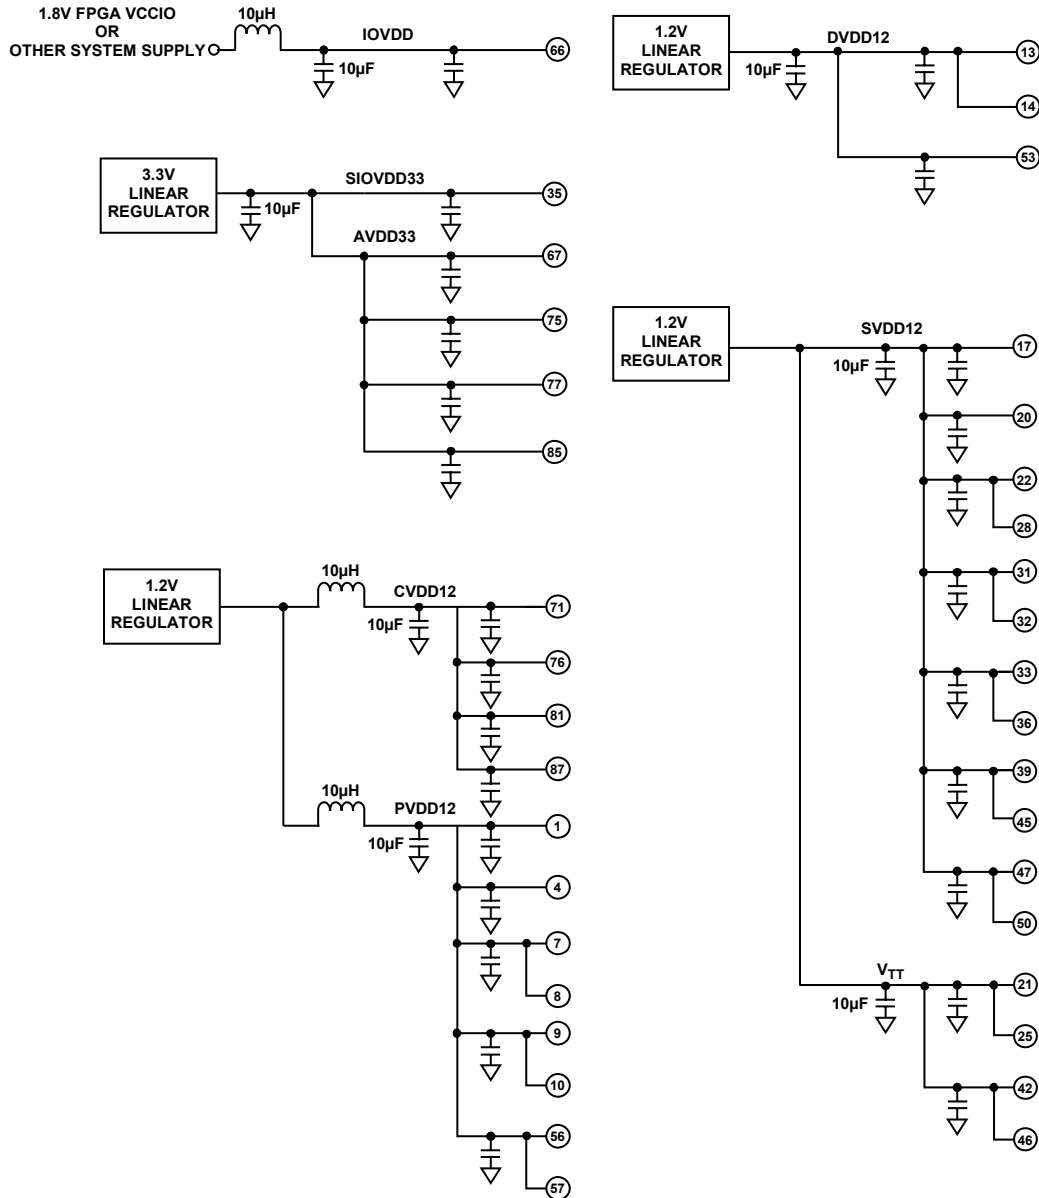 1.8V FPGA VCCIO
OR
OTHER SYSTEM SUPPLY
10µH
IOVDD
10µF
66
1.2V
LINEAR
REGULATOR
DVDD12
10µF
13
14
53
3.3V
LINEAR
REGULATOR
SIOVDD33
10µF
35
AVDD33
67
75
77
85
1.2V
LINEAR
REGULATOR
SVDD12
10µF
17
20
22
28
31
32
33
36
39
45
47
50
VTT
10µF
21
25
42
46
1.2V
LINEAR
REGULATOR
10µH
CVDD12
10µF
71
76
81
87
10µH
PVDD12
10µF
1
4
7
8
9
10
56
57